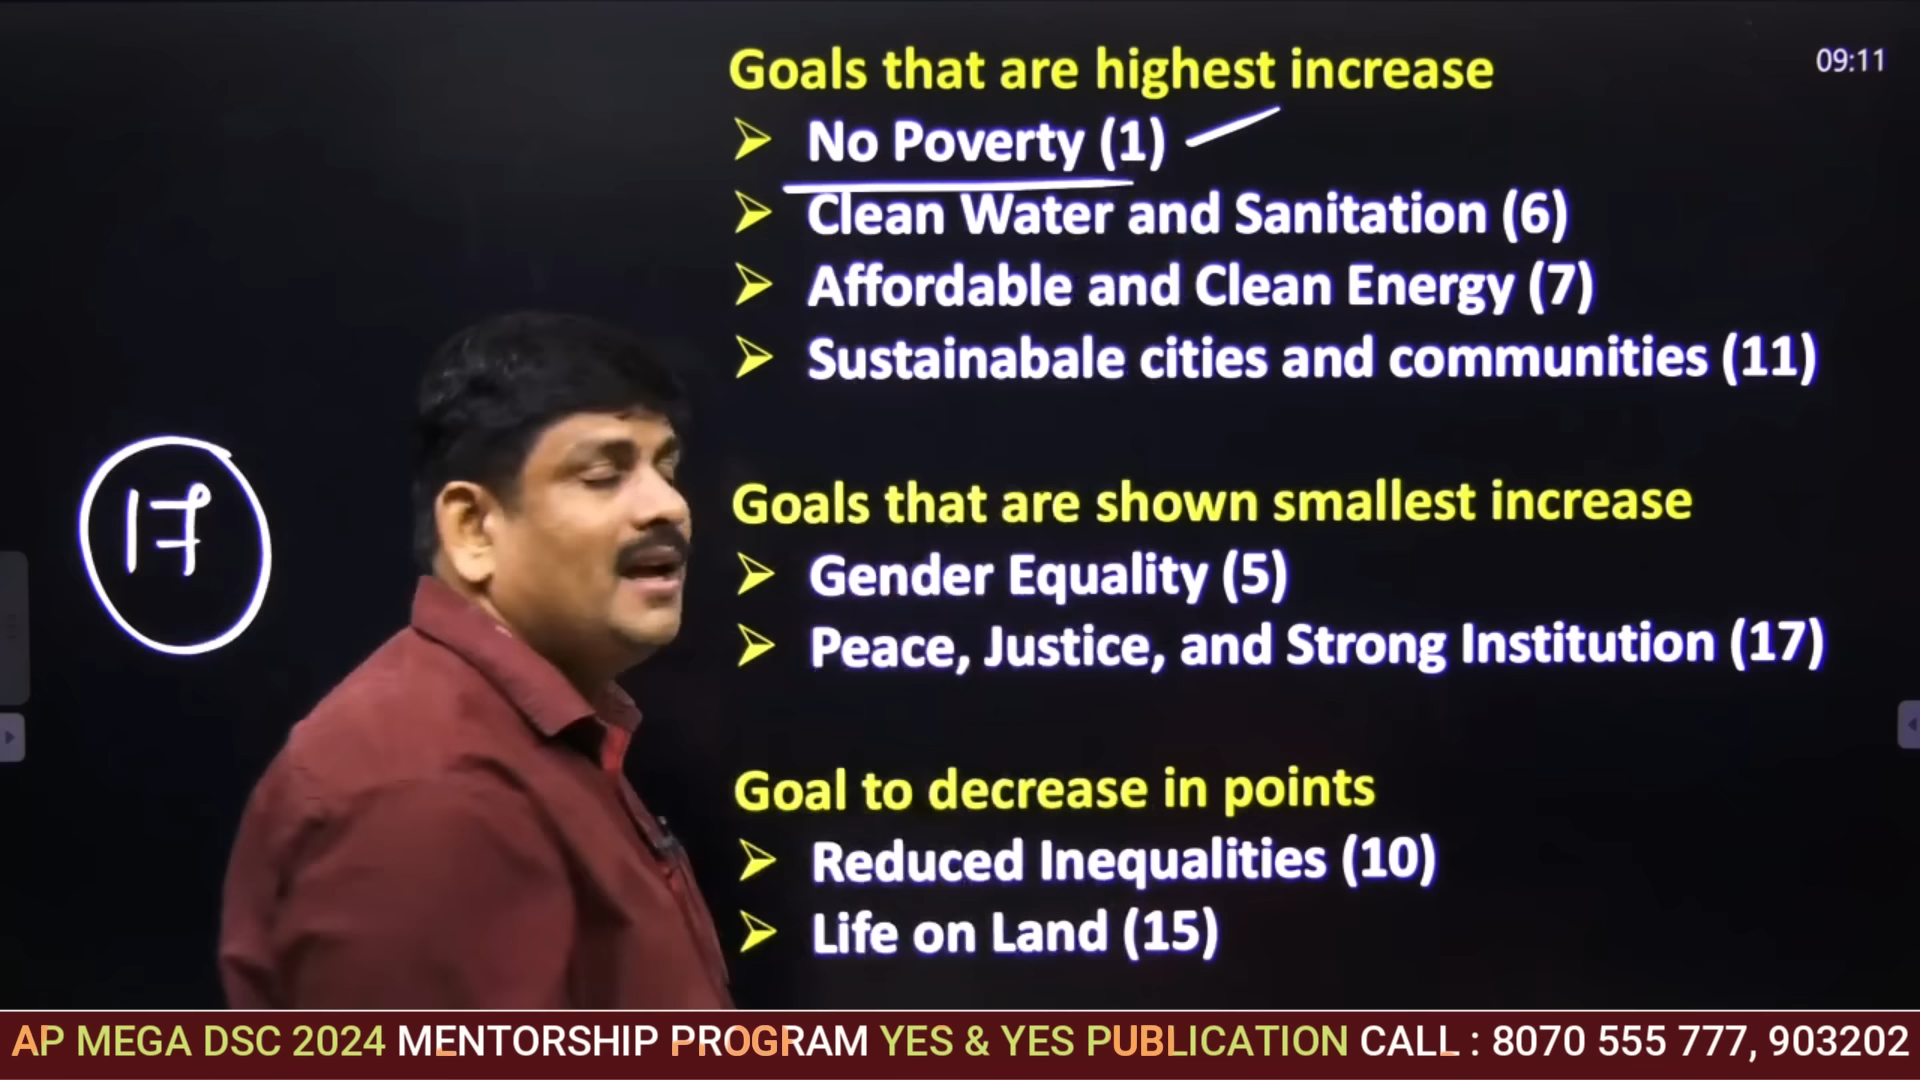 09:11
Goals that are highest increase
No Poverty (1)
Clean Water and Sanitation (6)
Affordable and Clean Energy (7)
Sustainabale cities and communities (11)
17
Goals that are shown smallest increase
Gender Equality (5)
Peace, Justice, and Strong Institution (17)
Goal to decrease in points
Reduced Inequalities (10)
Life on Land (15)
AP MEGA DSC 2024 MENTORSHIP PROGRAM YES & YES PUBLICATION CALL : 8070 555 777, 903202